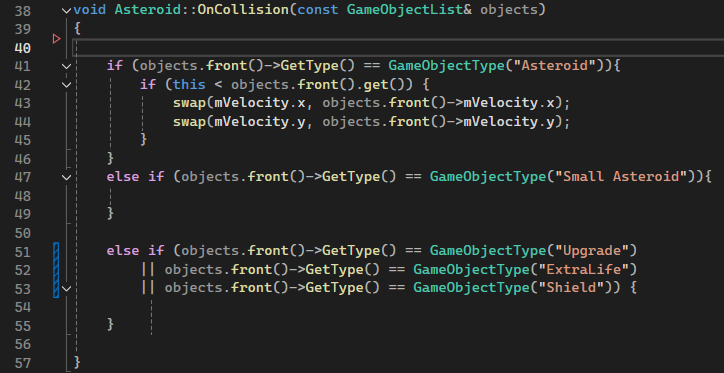 38 void Asteroid::OnCollision(const GameObjectList& objects)
39 {
40
41     if (objects.front()->GetType() == GameObjectType("Asteroid")){
42         if (this < objects.front().get()) {
43             swap(mVelocity.x, objects.front()->mVelocity.x);
44             swap(mVelocity.y, objects.front()->mVelocity.y);
45         }
46     }
47     else if (objects.front()->GetType() == GameObjectType("Small Asteroid")){
48
49     }
50
51     else if (objects.front()->GetType() == GameObjectType("Upgrade")
52         || objects.front()->GetType() == GameObjectType("ExtraLife")
53         || objects.front()->GetType() == GameObjectType("Shield")) {
54
55     }
56
57 }